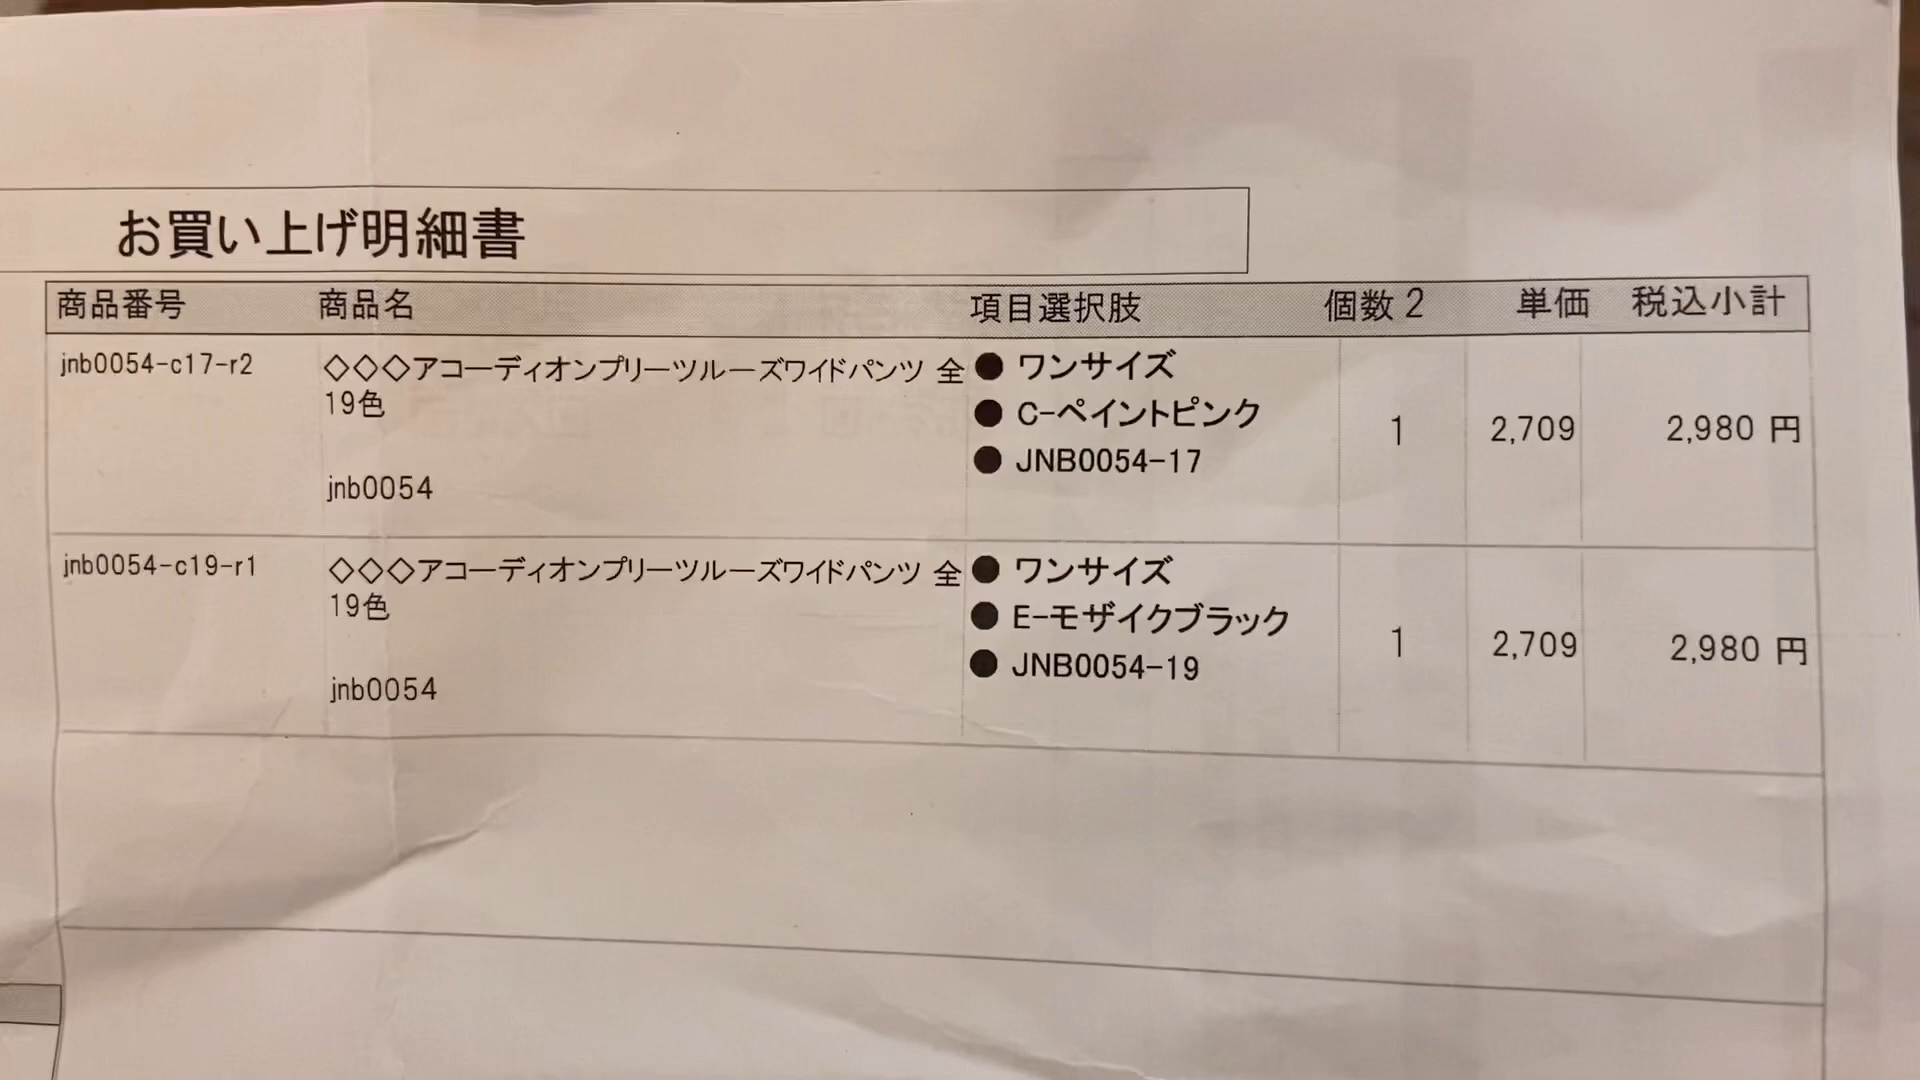 お買い上げ明細書
商品番号 商品名 項目選択肢 個数 2 単価 税込小計
jnb0054-c17-r2 ◇◇◇アコーディオンプリーツルーズワイドパンツ 全
19色
jnb0054
● ワンサイズ
● C-ペイントピンク
● JNB0054-17
1 2,709 2,980 円
jnb0054-c19-r1 ◇◇◇アコーディオンプリーツルーズワイドパンツ 全
19色
jnb0054
● ワンサイズ
● E-モザイクブラック
● JNB0054-19
1 2,709 2,980 円